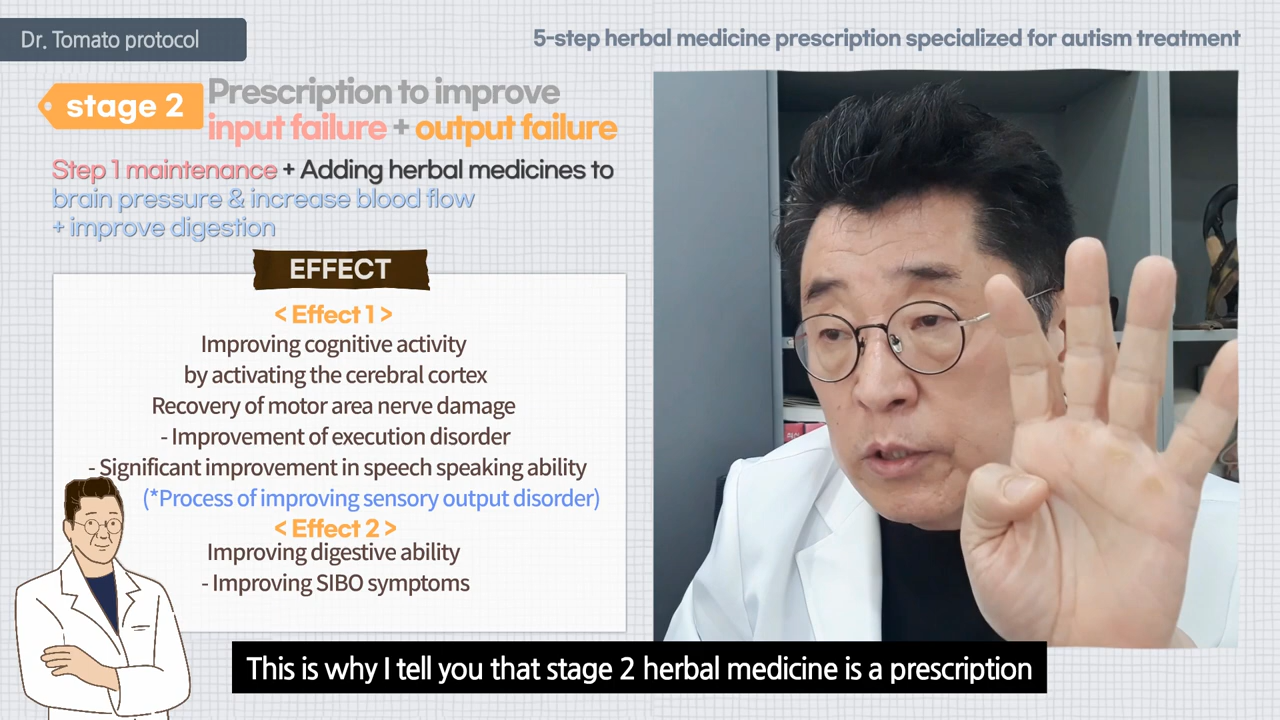 Dr. Tomato protocol
5-step herbal medicine prescription specialized for autism treatment
stage 2
Prescription to improve
input failure + output failure
Step 1 maintenance + Adding herbal medicines to
brain pressure & increase blood flow
+ improve digestion
EFFECT
< Effect 1 >
Improving cognitive activity
by activating the cerebral cortex
Recovery of motor area nerve damage
- Improvement of execution disorder
- Significant improvement in speech speaking ability
(*Process of improving sensory output disorder)
< Effect 2 >
Improving digestive ability
- Improving SIBO symptoms
This is why I tell you that stage 2 herbal medicine is a prescription